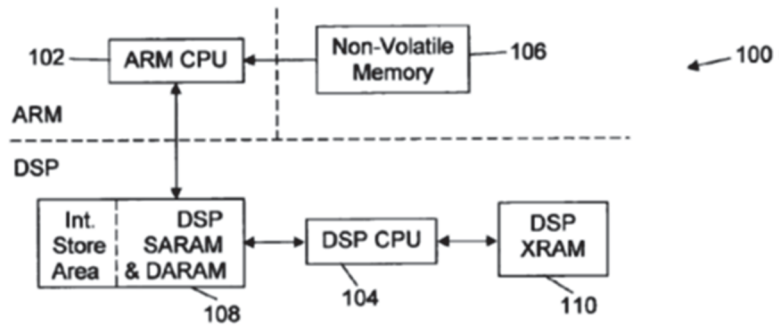 102
ARM CPU
Non-Volatile
Memory
106
100
ARM
DSP
Int.
Store
Area
DSP
SARAM
& DARAM
108
DSP CPU
104
DSP
XRAM
110